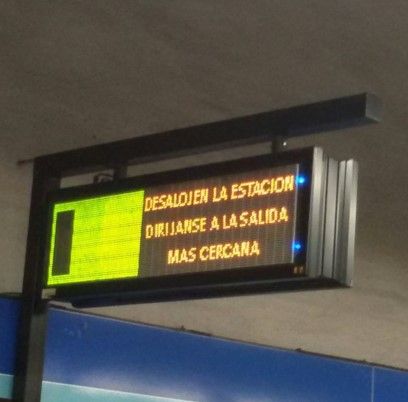 DESALOJEN LA ESTACION
DIRIJANSE A LA SALIDA
MAS CERCANA